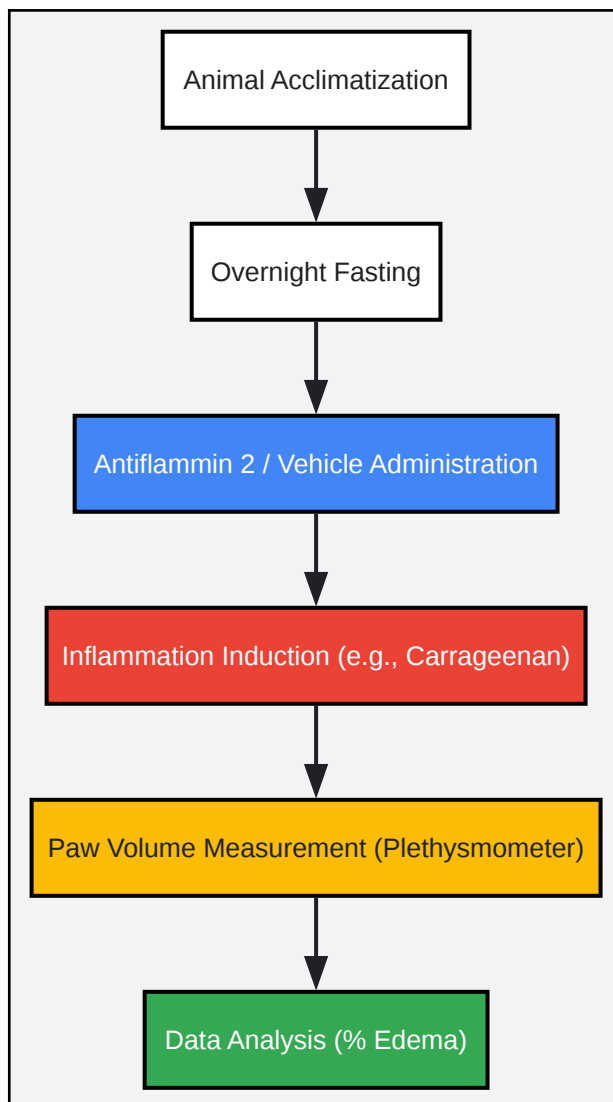 Animal Acclimatization
Overnight Fasting
Antiflammin 2 / Vehicle Administration
Inflammation Induction (e.g., Carrageenan)
Paw Volume Measurement (Plethysmometer)
Data Analysis (% Edema)